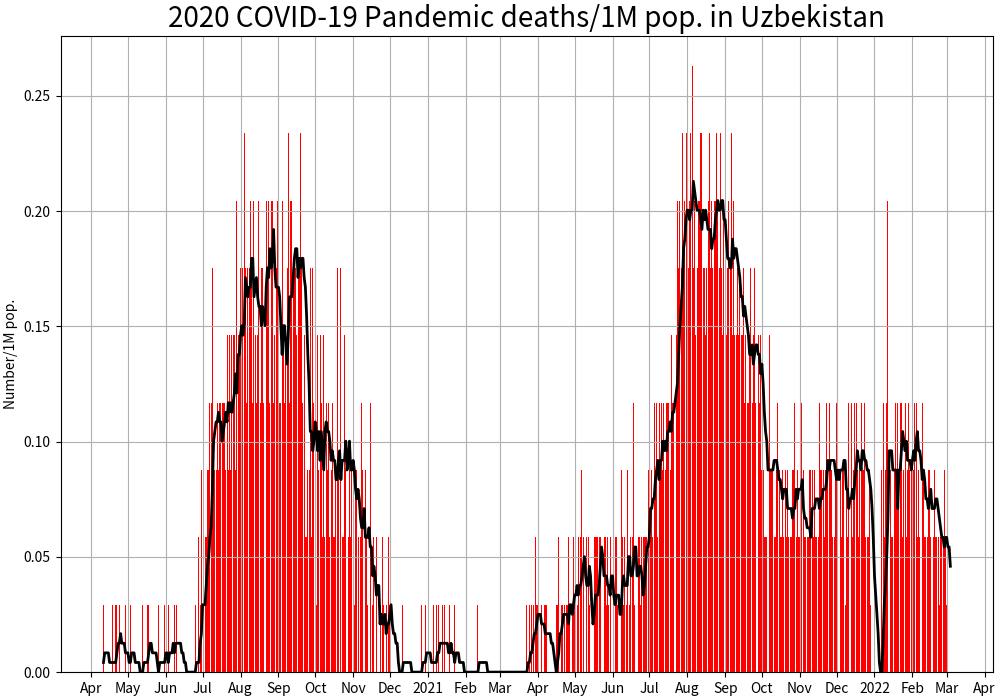 2020 COVID-19 Pandemic deaths/1M pop. in Uzbekistan
Number/1M pop.
0.25
0.20
0.15
0.10
0.05
0.00
Apr May Jun Jul Aug Sep Oct Nov Dec 2021 Feb Mar Apr May Jun Jul Aug Sep Oct Nov Dec 2022 Feb Mar Apr